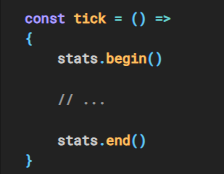 const tick = () =>
{
    stats.begin()

    // ...

    stats.end()
}